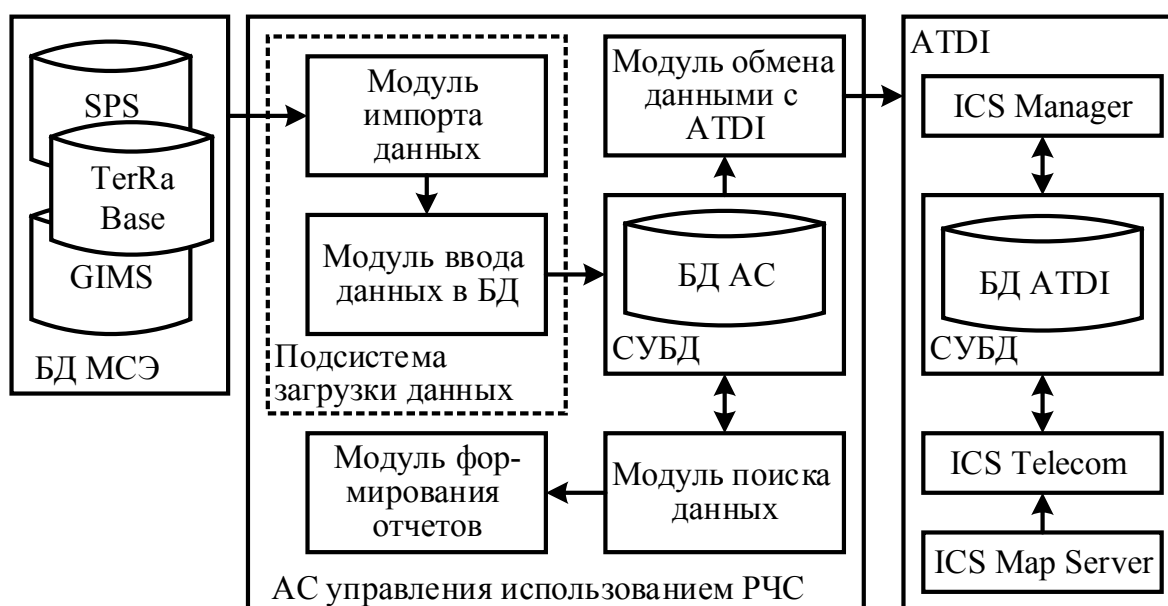 SPS
TerRa
Base
GIMS
БД МСЭ
Модуль
импорта
данных
Модуль ввода
данных в БД
Подсистема
загрузки данных
Модуль обмена
данными с
ATDI
БД АС
СУБД
Модуль фор-
мирования
отчетов
Модуль поиска
данных
АС управления использованием РЧС
ATDI
ICS Manager
БД ATDI
СУБД
ICS Telecom
ICS Map Server